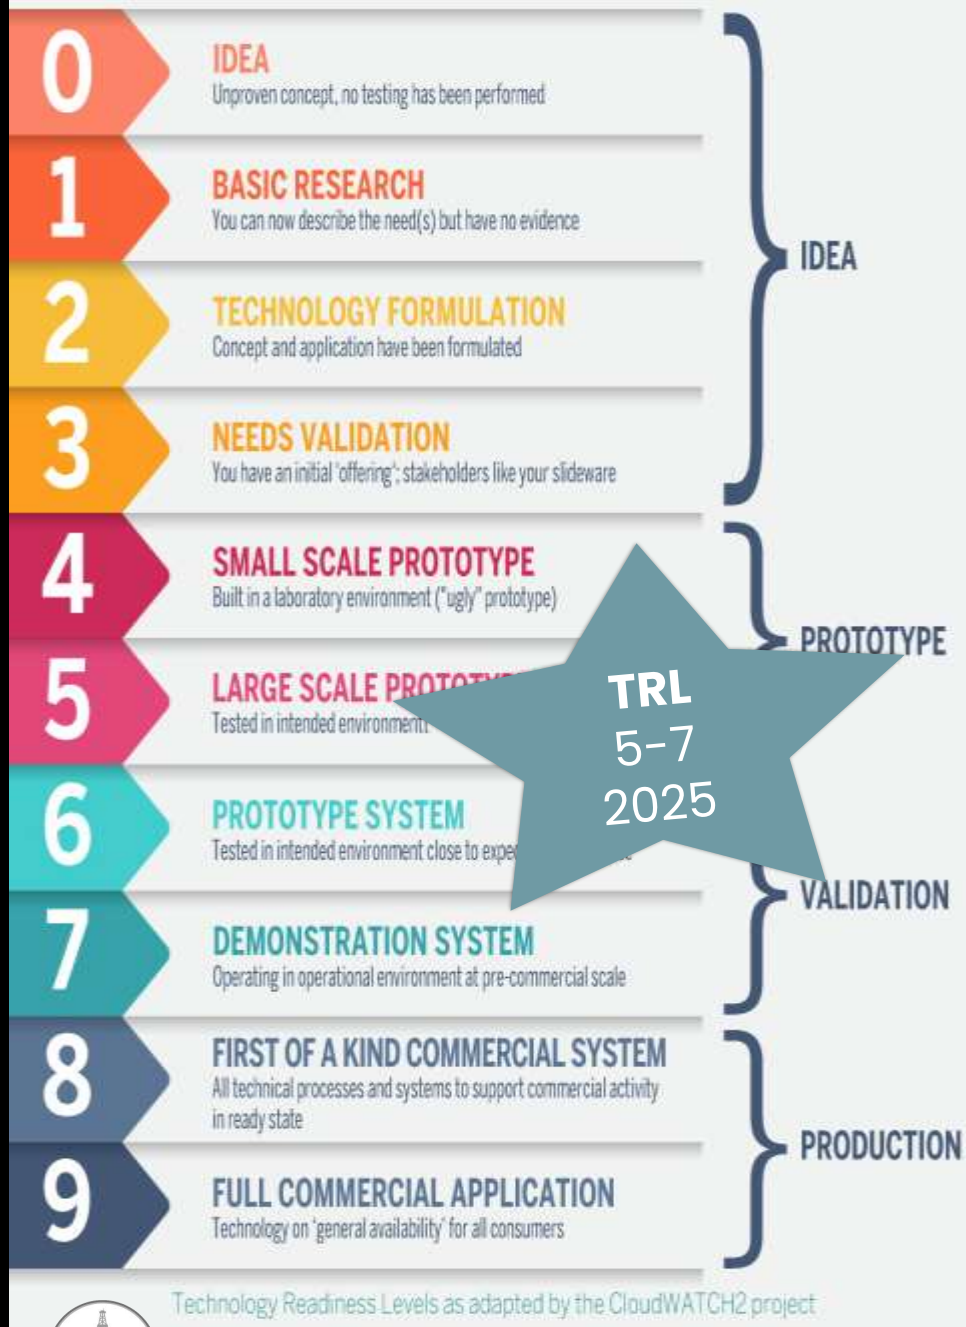 0
IDEA
Unproven concept, no testing has been performed
1
BASIC RESEARCH
You can now describe the need(s) but have no evidence
IDEA
2
TECHNOLOGY FORMULATION
Concept and application have been formulated
3
NEEDS VALIDATION
You have an initial 'offering'; stakeholders like your slideware
4
SMALL SCALE PROTOTYPE
Built in a laboratory environment ("ugly" prototype)
PROTOTYPE
5
LARGE SCALE
Tested in intended environment
TRL
5-7
2025
6
PROTOTYPE SYSTEM
Tested in intended environment close to
VALIDATION
7
DEMONSTRATION SYSTEM
Operating in operational environment at pre-commercial scale
8
FIRST OF A KIND COMMERCIAL SYSTEM
All technical processes and systems to support commercial activity
in ready state
PRODUCTION
9
FULL COMMERCIAL APPLICATION
Technology on 'general availability' for all consumers
Technology Readiness Levels as adapted by the CloudWATCH2 project